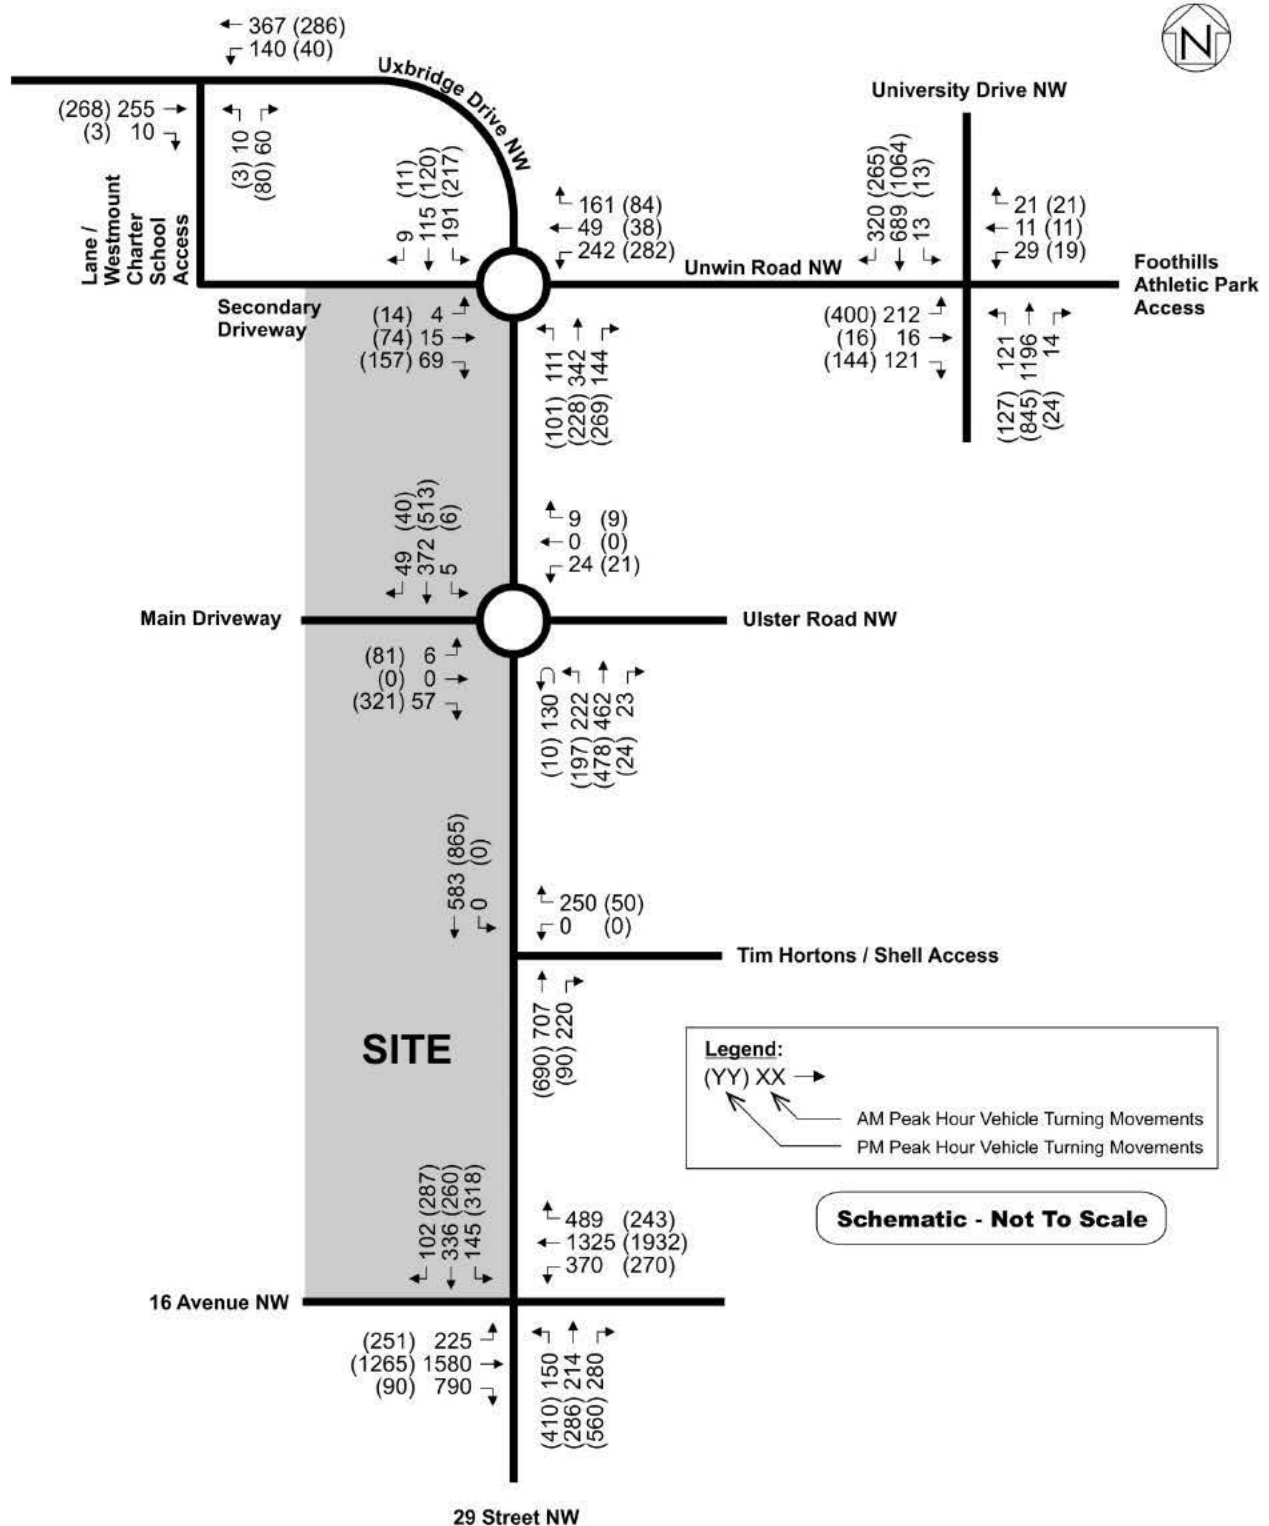 N
367 (286)
140 (40)
Uxbridge Drive NW
University Drive NW
(268) 255
(3) 10
(3) 10
(80) 60
Lane /
Westmount
Charter
School
Access
9 (11)
115 (120)
191 (217)
161 (84)
49 (38)
242 (282)
320 (265)
689 (1064)
13 (13)
21 (21)
11 (11)
29 (19)
Unwin Road NW
Foothills
Athletic Park
Access
Secondary
Driveway
(14) 4
(74) 15
(157) 69
(101) 111
(228) 342
(269) 144
(400) 212
(16) 16
(144) 121
(127) 121
(845) 1196
(24) 14
49 (40)
372 (513)
5 (6)
9 (9)
0 (0)
24 (21)
Main Driveway
Ulster Road NW
(81) 6
(0) 0
(321) 57
(10) 130
(197) 222
(478) 462
(24) 23
583 (865)
0 (0)
250 (50)
0 (0)
Tim Hortons / Shell Access
(690) 707
(90) 220
SITE
Legend:
(YY) XX
AM Peak Hour Vehicle Turning Movements
PM Peak Hour Vehicle Turning Movements
Schematic - Not To Scale
102 (287)
336 (260)
145 (318)
489 (243)
1325 (1932)
370 (270)
16 Avenue NW
(251) 225
(1265) 1580
(90) 790
(410) 150
(286) 214
(560) 280
29 Street NW